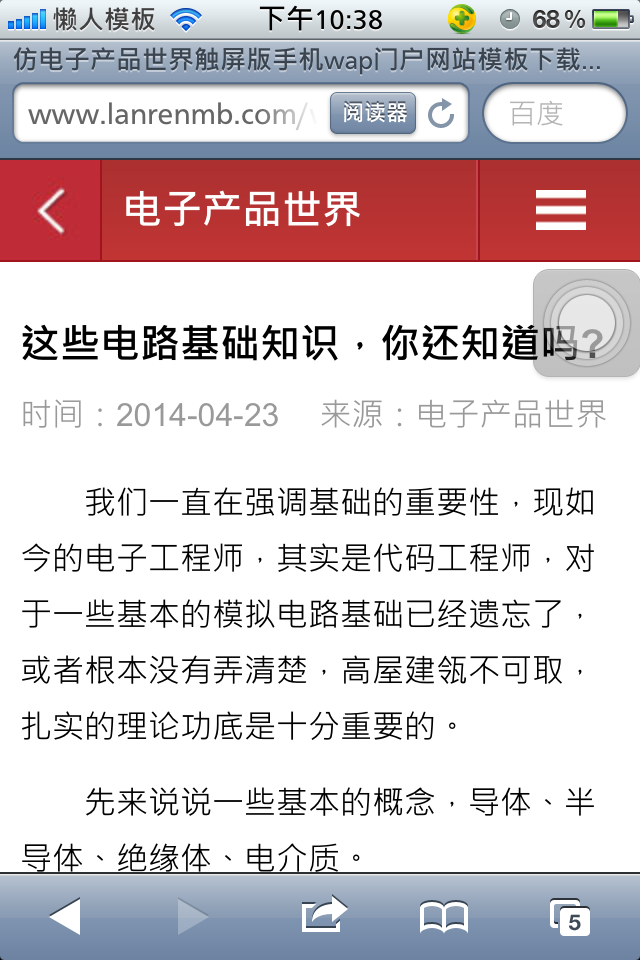 懒人模板 下午10:38 68%
仿电子产品世界触屏版手机wap门户网站模板下载...
www.lanrenmb.com/ 阅读器 百度
电子产品世界
这些电路基础知识，你还知道吗?
时间：2014-04-23 来源：电子产品世界
我们一直在强调基础的重要性，现如
今的电子工程师，其实是代码工程师，对
于一些基本的模拟电路基础已经遗忘了，
或者根本没有弄清楚，高屋建瓴不可取，
扎实的理论功底是十分重要的。
先来说说一些基本的概念，导体、半
导体、绝缘体、电介质。
5